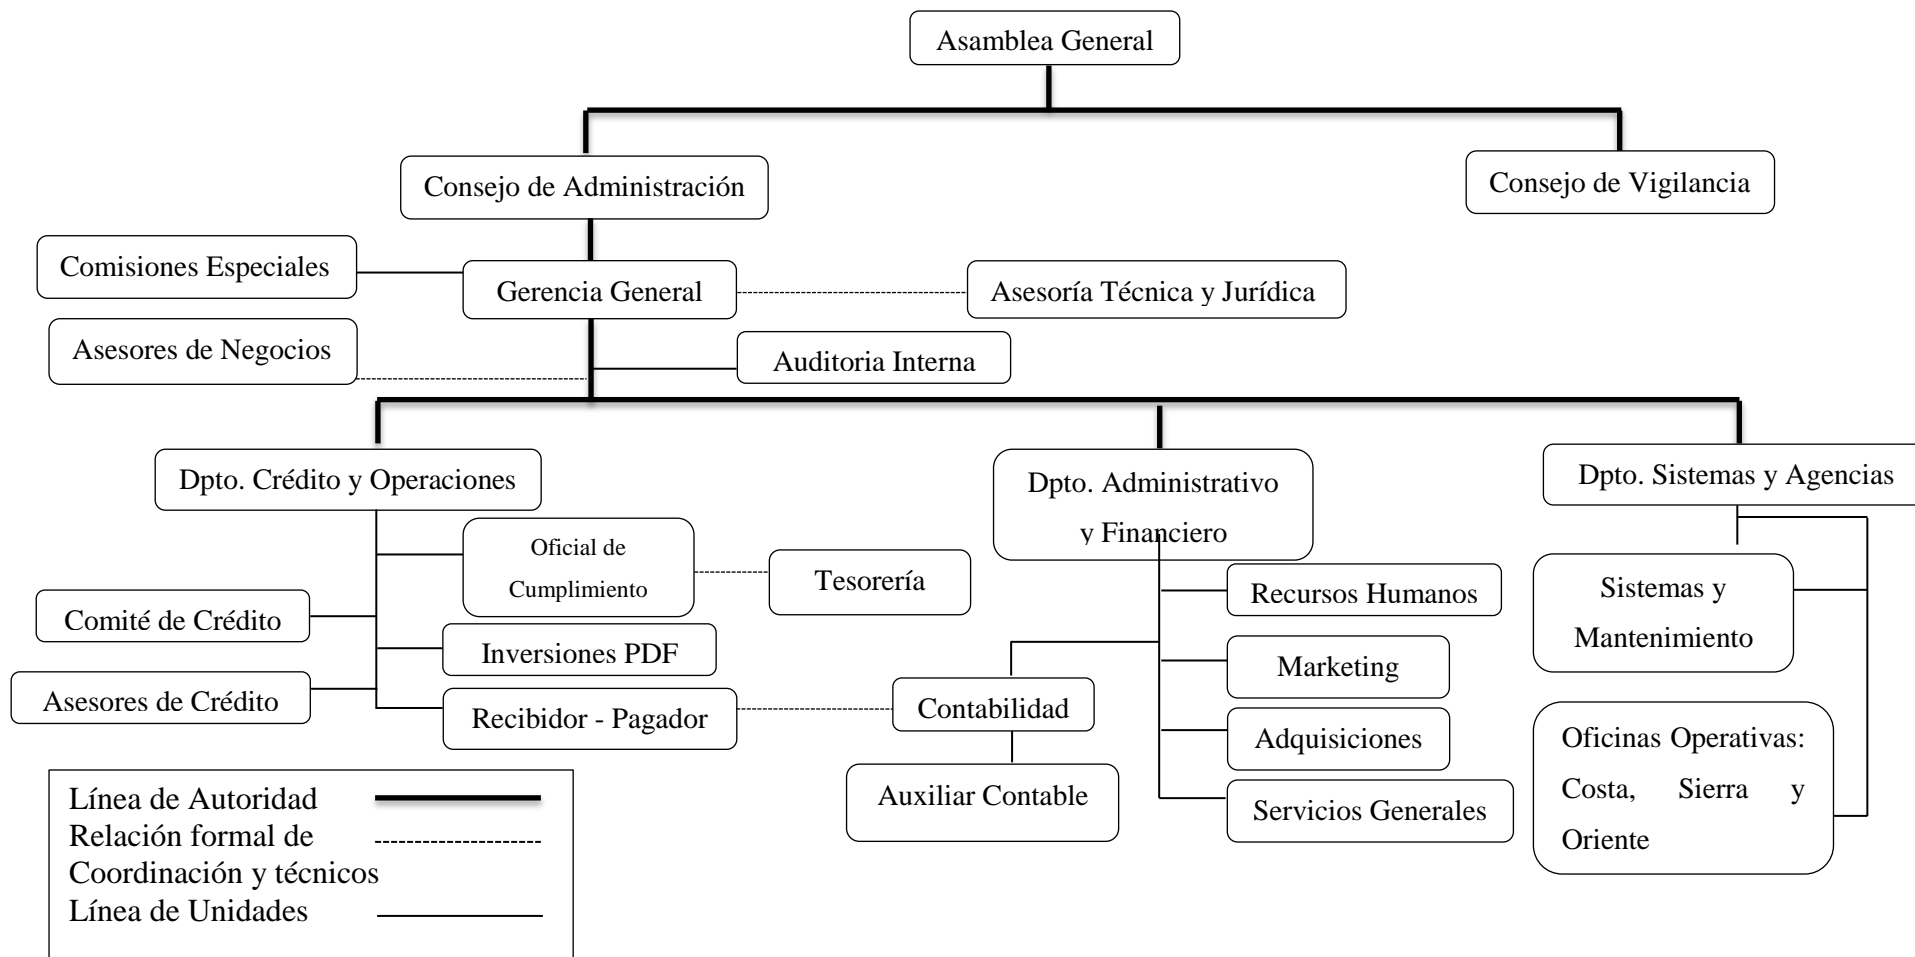 Asamblea General
Consejo de Administración
Consejo de Vigilancia
Comisiones Especiales
Gerencia General
Asesoría Técnica y Jurídica
Asesores de Negocios
Auditoria Interna
Dpto. Crédito y Operaciones
Dpto. Administrativo
y Financiero
Dpto. Sistemas y Agencias
Oficial de
Cumplimiento
Tesorería
Comité de Crédito
Inversiones PDF
Asesores de Crédito
Recibidor - Pagador
Contabilidad
Auxiliar Contable
Recursos Humanos
Marketing
Adquisiciones
Servicios Generales
Sistemas y
Mantenimiento
Oficinas Operativas:
Costa, Sierra y
Oriente
Línea de Autoridad
Relación formal de
Coordinación y técnicos
Línea de Unidades